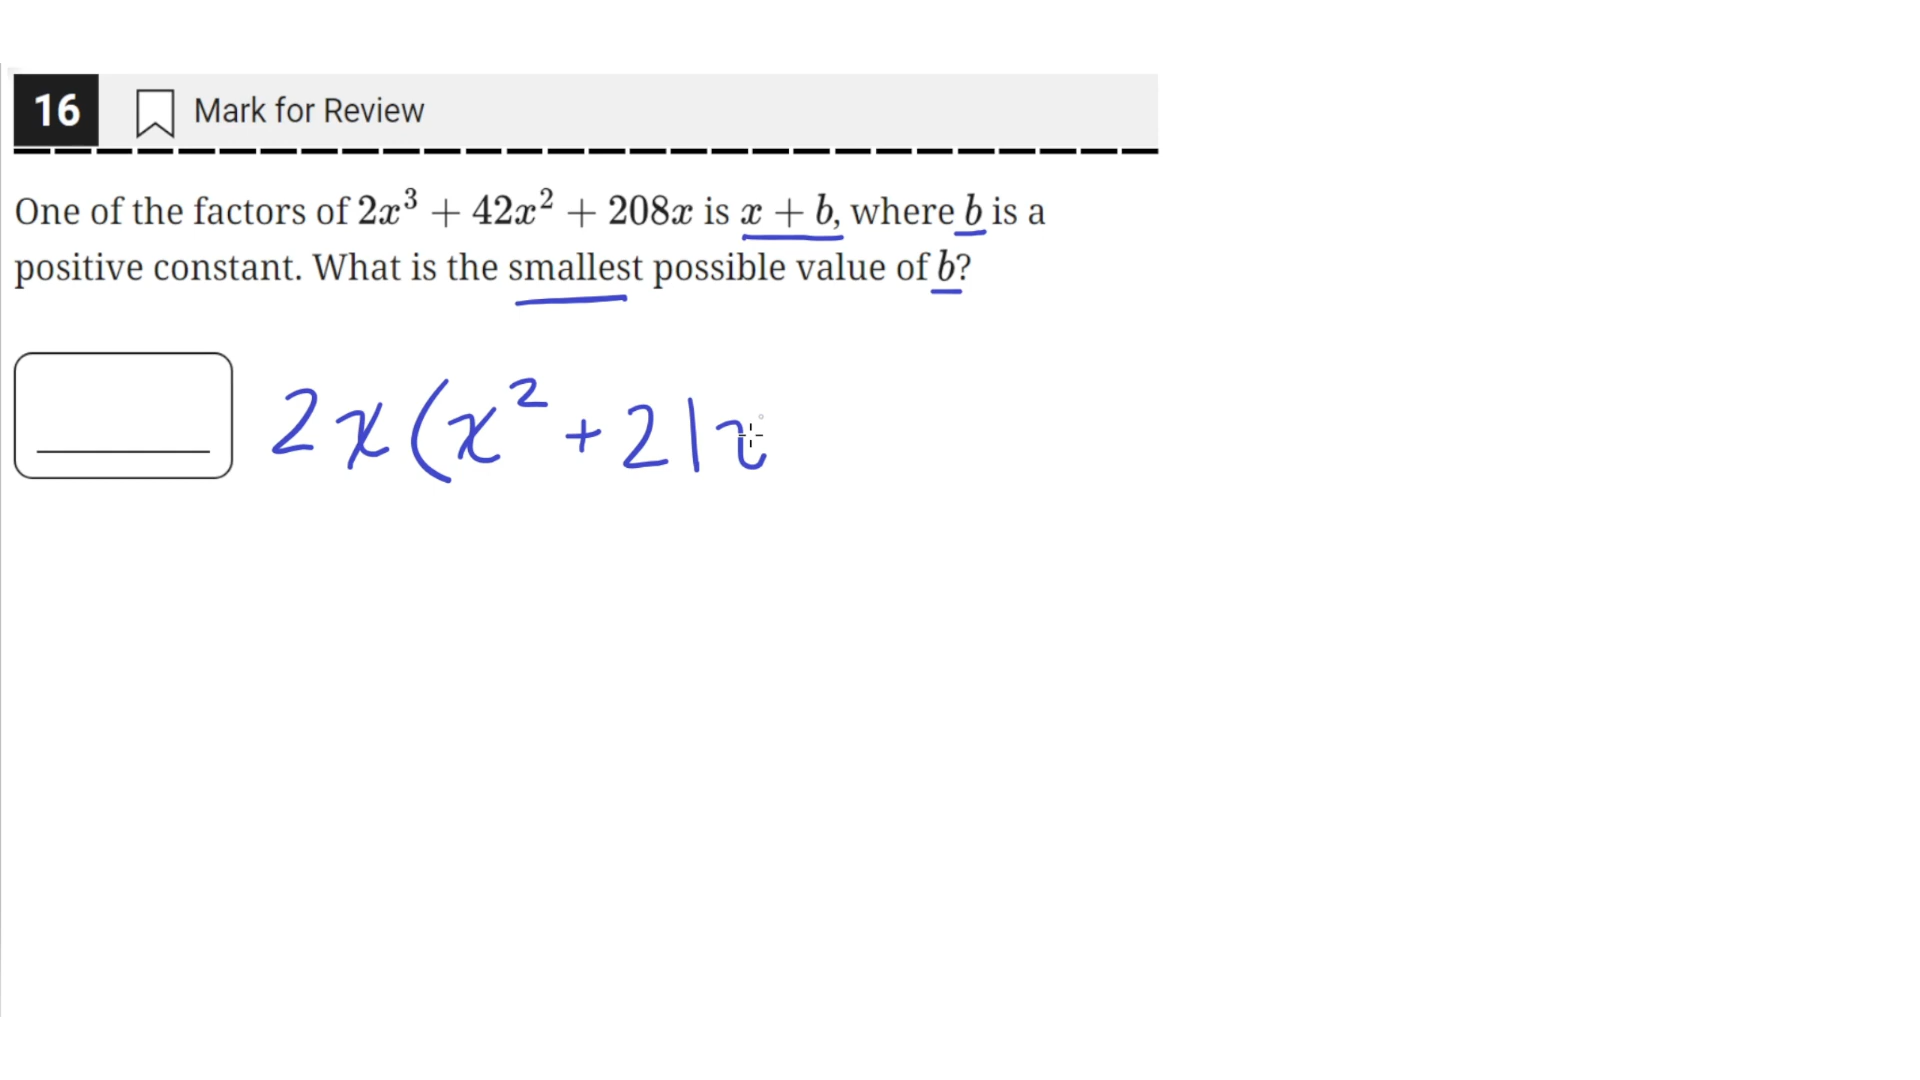 16 Mark for Review
One of the factors of 2x³ + 42x² + 208x is x + b, where b is a
positive constant. What is the smallest possible value of b?
2x(x² + 21x